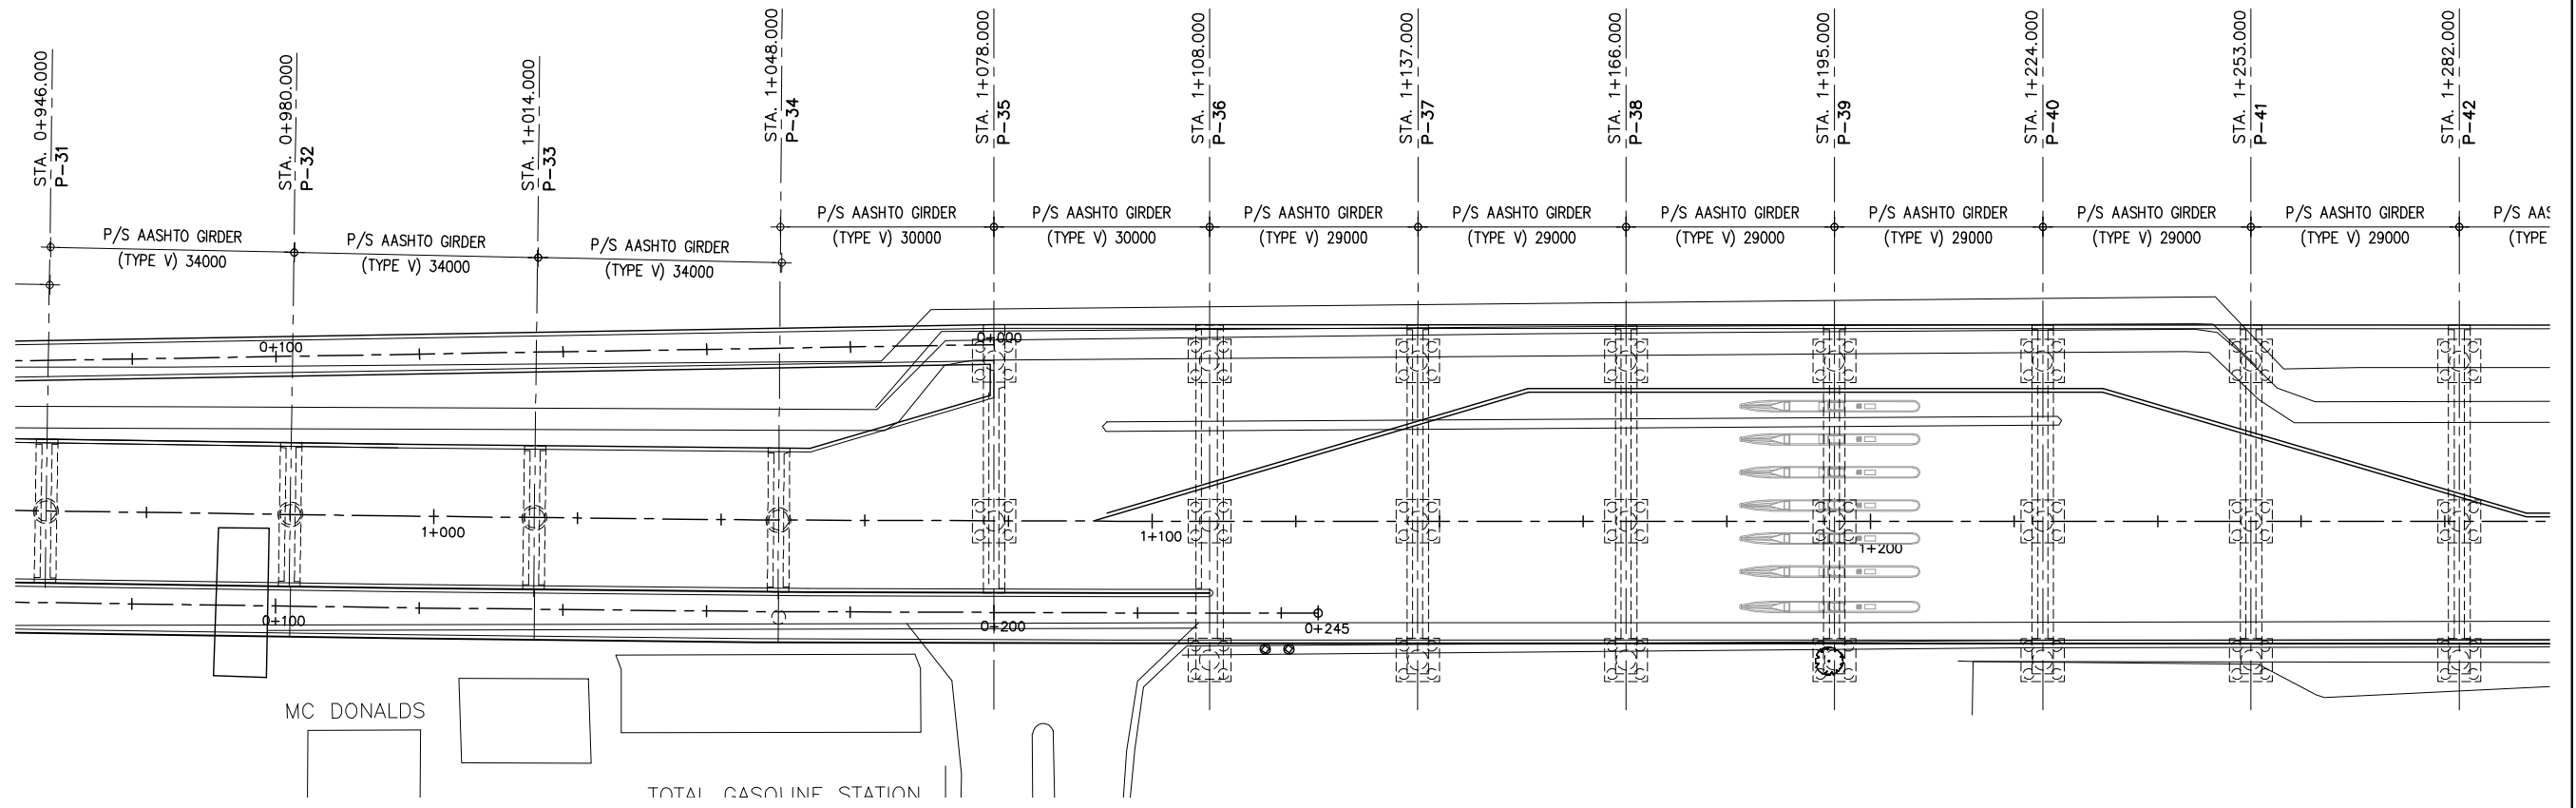 STA. 0+946.000
P-31
STA. 0+980.000
P-32
STA. 1+014.000
P-33
STA. 1+048.000
P-34
STA. 1+078.000
P-35
STA. 1+108.000
P-36
STA. 1+137.000
P-37
STA. 1+166.000
P-38
STA. 1+195.000
P-39
STA. 1+224.000
P-40
STA. 1+253.000
P-41
STA. 1+282.000
P-42
P/S AASHTO GIRDER
(TYPE V) 34000
P/S AASHTO GIRDER
(TYPE V) 34000
P/S AASHTO GIRDER
(TYPE V) 34000
P/S AASHTO GIRDER
(TYPE V) 30000
P/S AASHTO GIRDER
(TYPE V) 30000
P/S AASHTO GIRDER
(TYPE V) 29000
P/S AASHTO GIRDER
(TYPE V) 29000
P/S AASHTO GIRDER
(TYPE V) 29000
P/S AASHTO GIRDER
(TYPE V) 29000
P/S AASHTO GIRDER
(TYPE V) 29000
P/S AASHTO GIRDER
(TYPE V) 29000
P/S AAS
(TYPE
0+100
0+000
1+000
1+100
1+200
0+100
0+200
0+245
MC DONALDS
TOTAL GASOLINE STATION